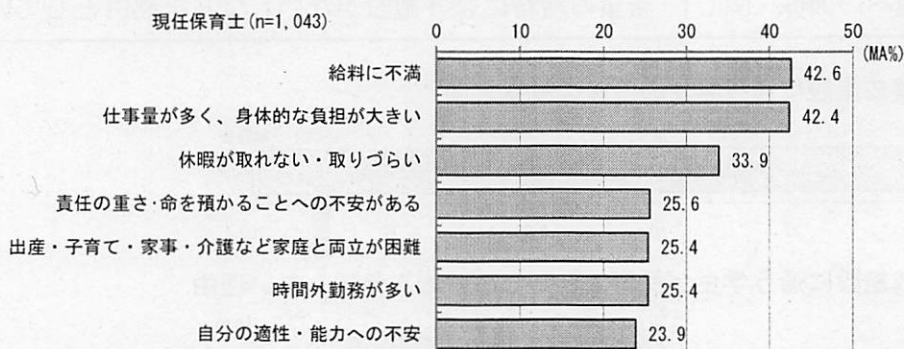 現任保育士(n=1,043)
0 10 20 30 40 50
(MA%)
給料に不満 42.6
仕事量が多く、身体的な負担が大きい 42.4
休暇が取れない・取りづらい 33.9
責任の重さ・命を預かることへの不安がある 25.6
出産・子育て・家事・介護など家庭と両立が困難 25.4
時間外勤務が多い 25.4
自分の適性・能力への不安 23.9